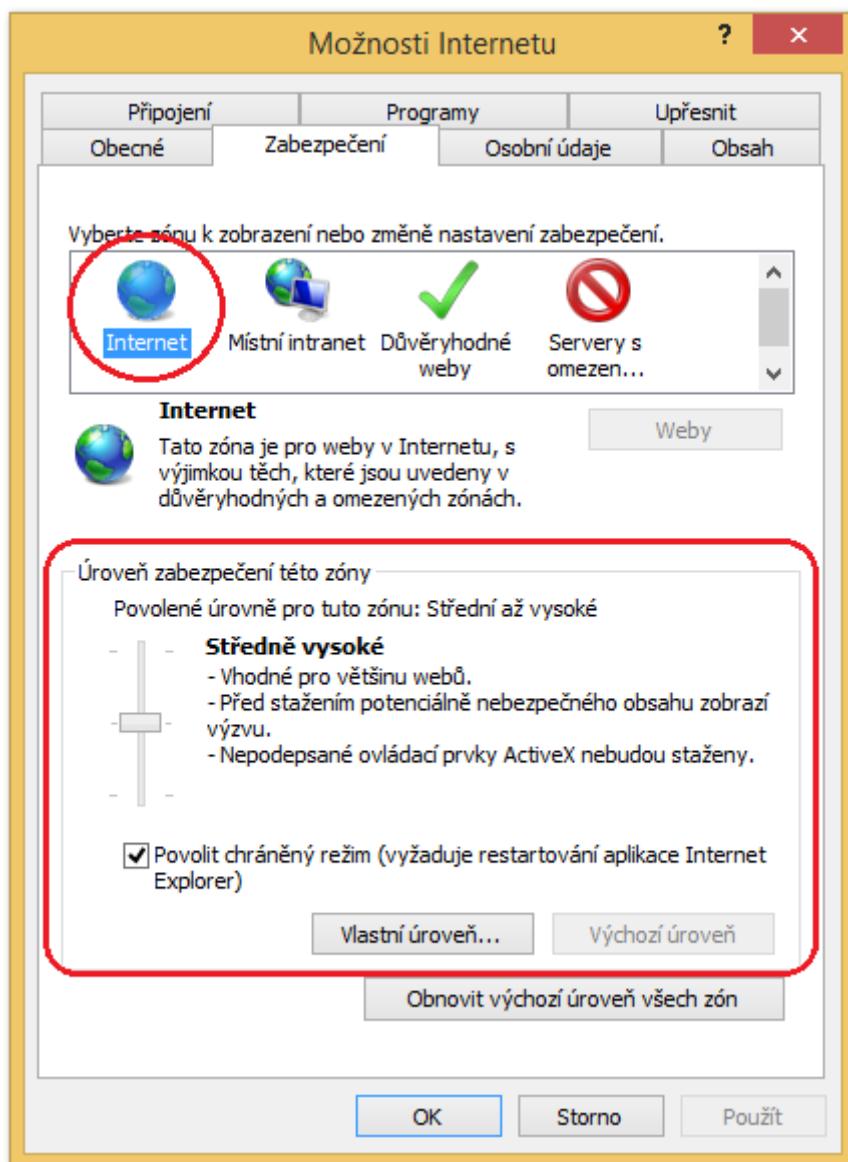 Možnosti Internetu
?
×
Připojení
Programy
Upřesnit
Obecné
Zabezpečení
Osobní údaje
Obsah
Vyberte zónu k zobrazení nebo změně nastavení zabezpečení.
Internet
Místní intranet
Důvěryhodné
weby
Servery s
omezen...
Internet
Tato zóna je pro weby v Internetu, s
výjimkou těch, které jsou uvedeny v
důvěryhodných a omezených zónách.
Weby
Úroveň zabezpečení této zóny
Povolené úrovně pro tuto zónu: Střední až vysoké
Středně vysoké
- Vhodné pro většinu webů.
- Před stažením potenciálně nebezpečného obsahu zobrazí
výzvu.
- Nepodepsané ovládací prvky ActiveX nebudou staženy.
Povolit chráněný režim (vyžaduje restartování aplikace Internet
Explorer)
Vlastní úroveň...
Výchozí úroveň
Obnovit výchozí úroveň všech zón
OK
Storno
Použít